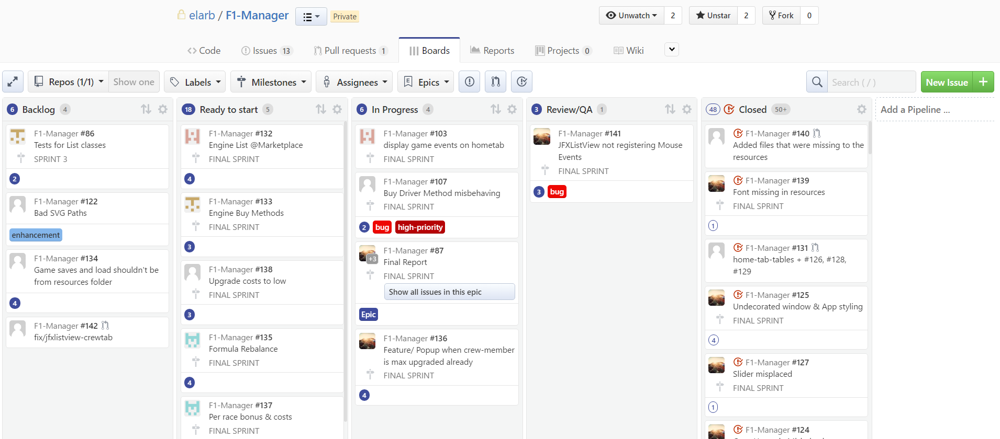 elarb / F1-Manager
Private
Unwatch 2
Unstar 2
Fork 0
Code
Issues 13
Pull requests 1
Boards
Reports
Projects 0
Wiki
Repos (1/1)
Show one
Labels
Milestones
Assignees
E Epics
Search ( / )
New Issue +
6 Backlog 4
F1-Manager #86
Tests for List classes
SPRINT 3
2
F1-Manager #122
Bad SVG Paths
enhancement
F1-Manager #134
Game saves and load shouldn't be
from resources folder
4
F1-Manager #142
fix/jfxlistview-crewtab
18 Ready to start 5
F1-Manager #132
Engine List @Marketplace
FINAL SPRINT
4
F1-Manager #133
Engine Buy Methods
FINAL SPRINT
3
F1-Manager #138
Upgrade costs to low
FINAL SPRINT
3
F1-Manager #135
Formula Rebalance
FINAL SPRINT
4
F1-Manager #137
Per race bonus & costs
FINAL SPRINT
6 In Progress 4
F1-Manager #103
display game events on hometab
FINAL SPRINT
F1-Manager #107
Buy Driver Method misbehaving
FINAL SPRINT
2 bug high-priority
F1-Manager #87
+3
Final Report
FINAL SPRINT
Show all issues in this epic
Epic
F1-Manager #136
Feature/ Popup when crew-member
is max upgraded already
FINAL SPRINT
4
3 Review/QA 1
F1-Manager #141
JFXListView not registering Mouse
Events
FINAL SPRINT
3 bug
48 Closed 50+
F1-Manager #140
Added files that were missing to the
resources
F1-Manager #139
Font missing in resources
FINAL SPRINT
1
F1-Manager #131
home-tab-tables + #126, #128,
#129
F1-Manager #125
Undecorated window & App styling
FINAL SPRINT
4
F1-Manager #127
Slider misplaced
FINAL SPRINT
1
F1-Manager #124
Add a Pipeline ...